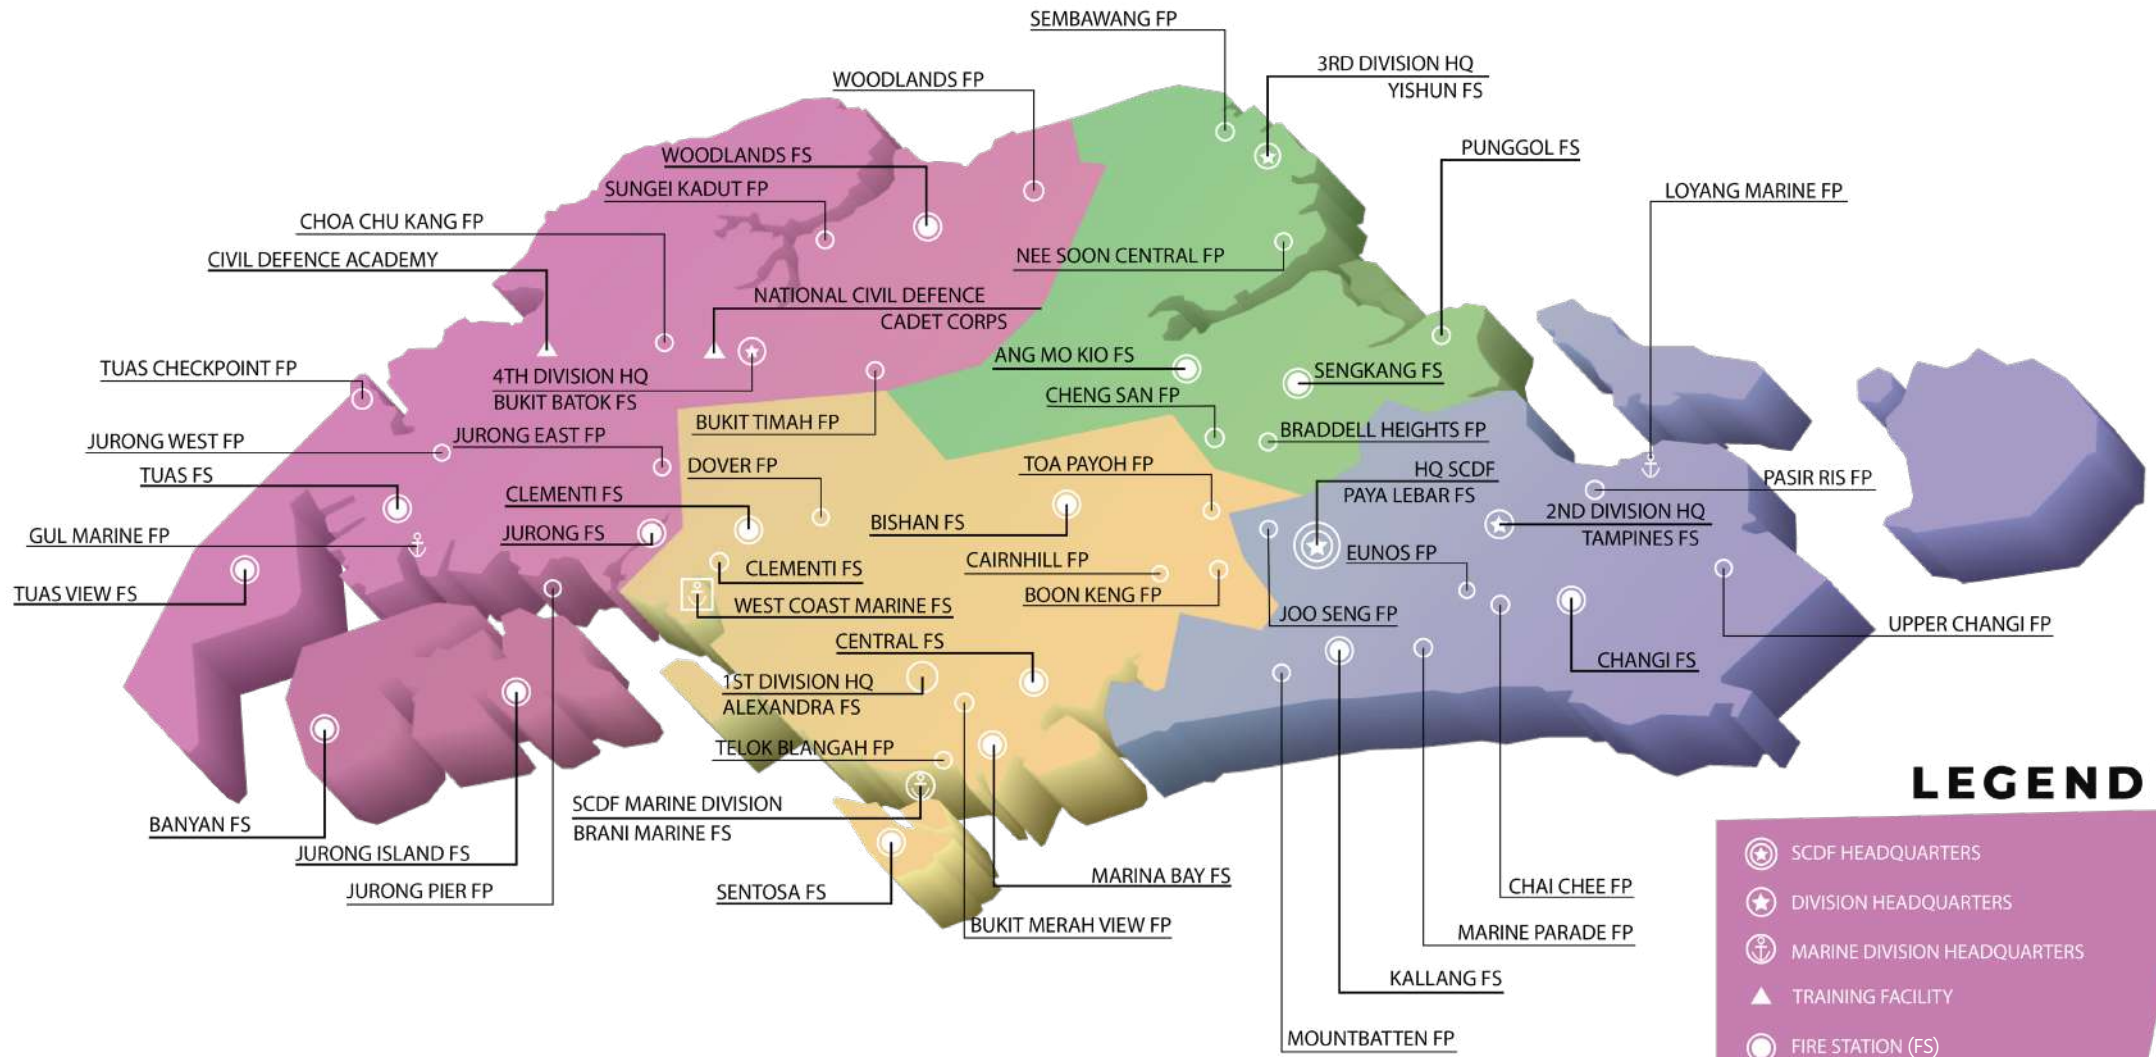 SEMBAWANG FP
3RD DIVISION HQ
YISHUN FS
WOODLANDS FP
PUNGGOL FS
WOODLANDS FS
SUNGEI KADUT FP
LOYANG MARINE FP
CHOA CHU KANG FP
CIVIL DEFENCE ACADEMY
NEE SOON CENTRAL FP
NATIONAL CIVIL DEFENCE
CADET CORPS
TUAS CHECKPOINT FP
4TH DIVISION HQ
BUKIT BATOK FS
ANG MO KIO FS
SENGKANG FS
CHENG SAN FP
BUKIT TIMAH FP
JURONG WEST FP
JURONG EAST FP
BRADDELL HEIGHTS FP
TUAS FS
DOVER FP
TOA PAYOH FP
HQ SCDF
PAYA LEBAR FS
PASIR RIS FP
CLEMENTI FS
2ND DIVISION HQ
TAMPINES FS
GUL MARINE FP
JURONG FS
BISHAN FS
EUNOS FP
CLEMENTI FS
CAIRNHILL FP
TUAS VIEW FS
WEST COAST MARINE FS
BOON KENG FP
JOO SENG FP
UPPER CHANGI FP
CENTRAL FS
CHANGI FS
1ST DIVISION HQ
ALEXANDRA FS
TELOK BLANGAH FP
SCDF MARINE DIVISION
BRANI MARINE FS
BANYAN FS
JURONG ISLAND FS
JURONG PIER FP
SENTOSA FS
MARINA BAY FS
CHAI CHEE FP
BUKIT MERAH VIEW FP
MARINE PARADE FP
KALLANG FS
MOUNTBATTEN FP
LEGEND
SCDF HEADQUARTERS
DIVISION HEADQUARTERS
MARINE DIVISION HEADQUARTERS
TRAINING FACILITY
FIRE STATION (FS)